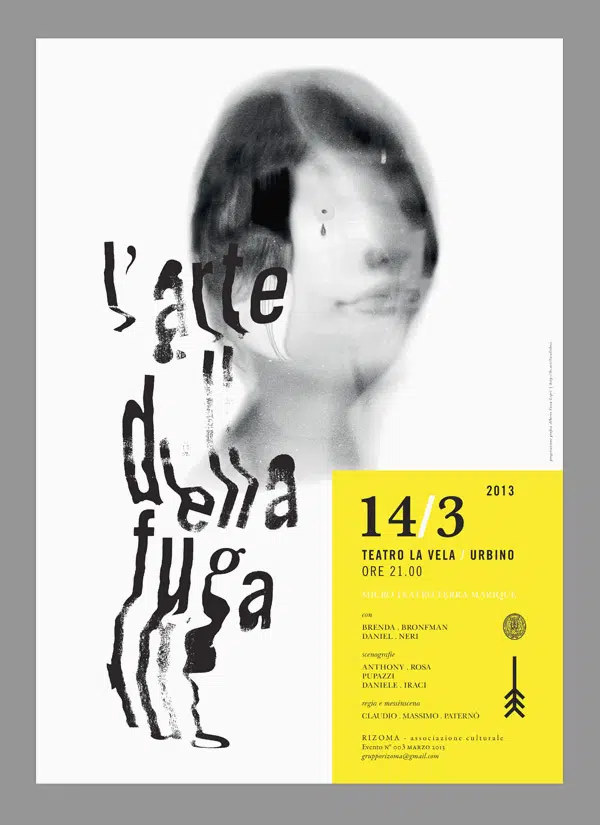 l'arte
della
fuga
2013
14/3
TEATRO LA VELA / URBINO
ORE 21.00
con
BRENDA . BRONFMAN
DANIEL . NERI
scenografie
ANTHONY . ROSA
PUPAZZI
DANIELE . IRACI
regia e messinscena
CLAUDIO . MASSIMO . PATERNÒ
RIZOMA - associazione culturale
Evento N° 003 MARZO 2013
grupporizoma@gmail.com